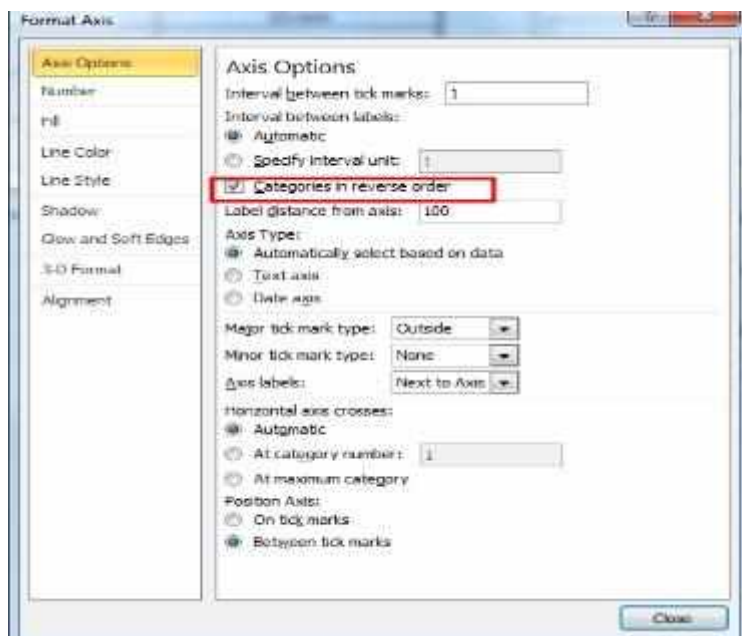 Format Axis
Axis Options
Number
Fill
Line Color
Line Style
Shadow
Glow and Soft Edges
3-D Format
Alignment
Axis Options
Interval between tick marks: 1
Interval between labels:
Automatic
Specify interval unit: 1
Categories in reverse order
Label distance from axis: 100
Axis Type:
Automatically select based on data
Text axis
Date axis
Major tick mark type: Outside
Minor tick mark type: None
Axis labels: Next to Axis
Horizontal axis crosses:
Automatic
At category number: 1
At maximum category
Position Axis:
On tick marks
Between tick marks
Close